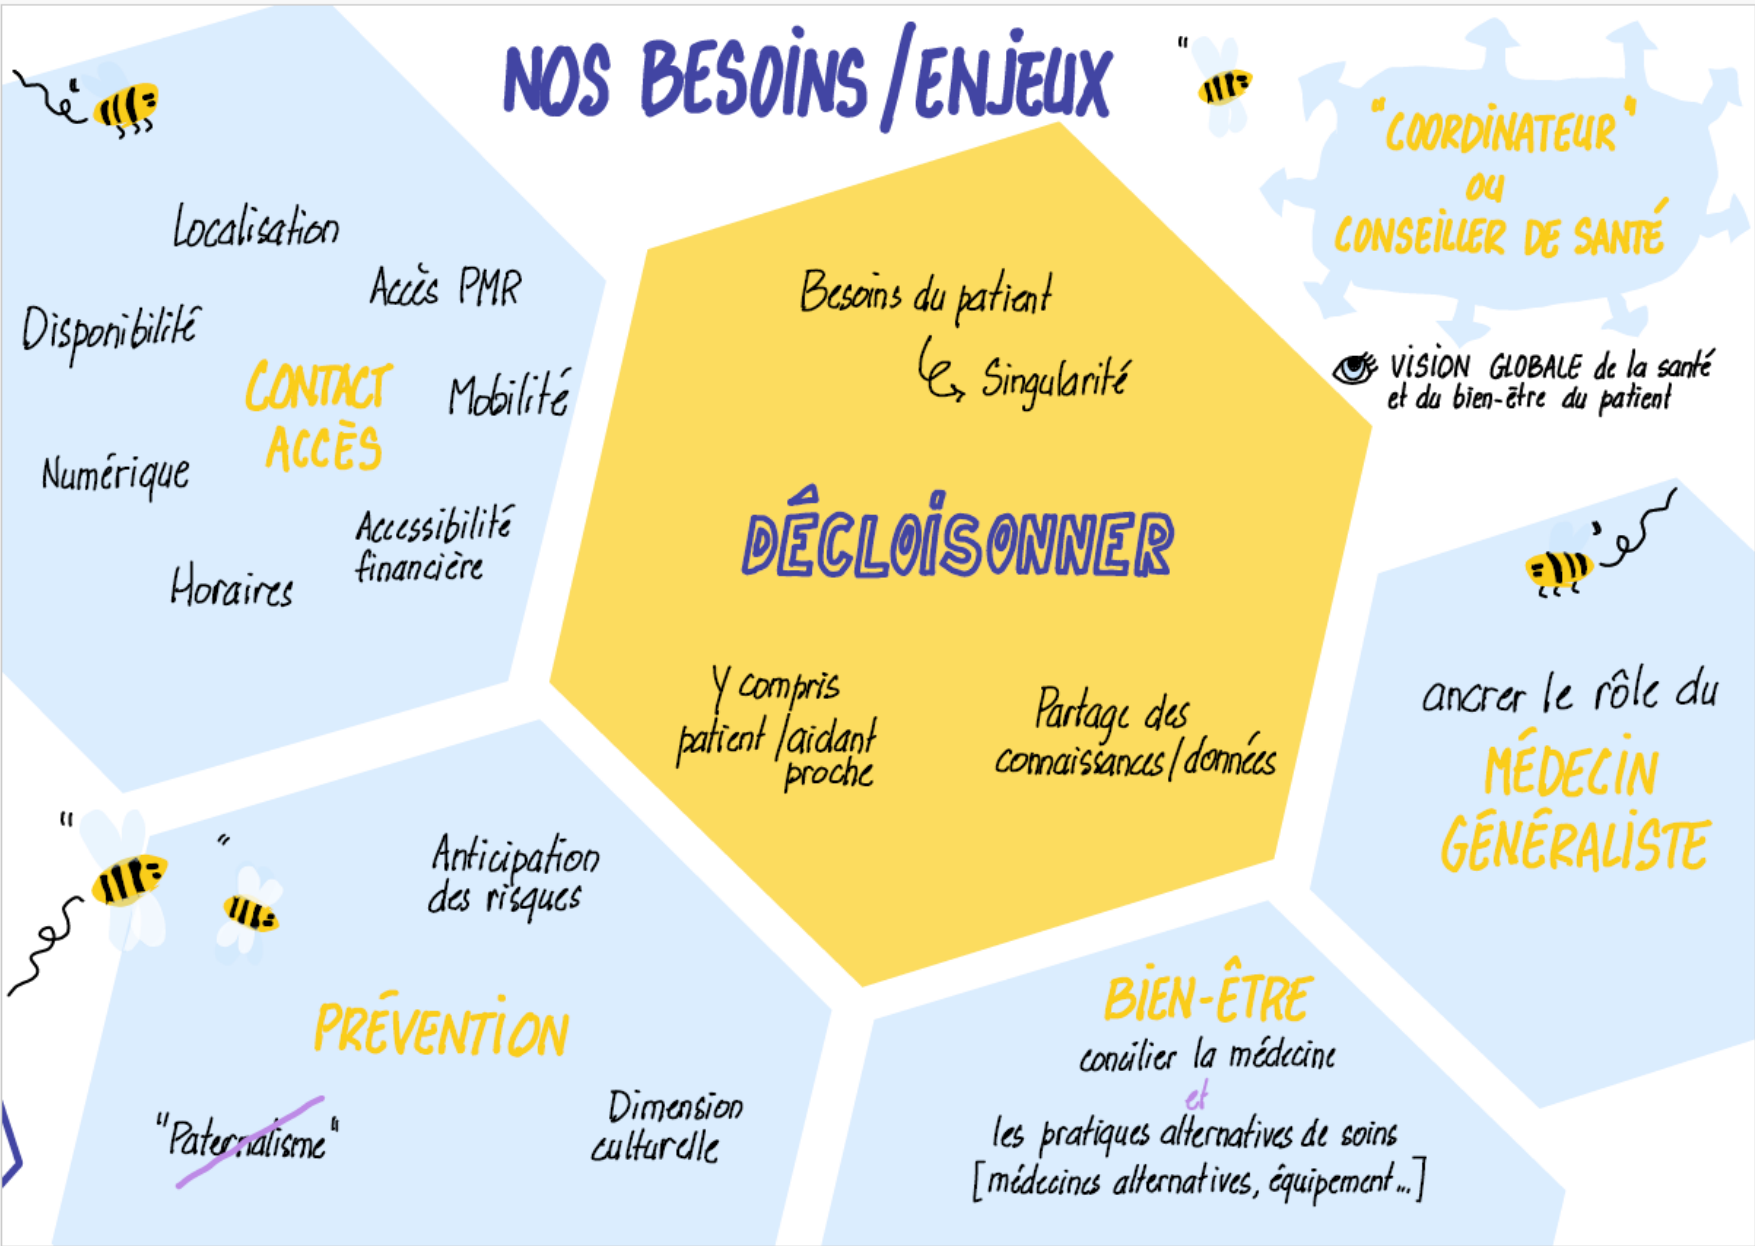 NOS BESOINS / ENJEUX
"COORDINATEUR"
OU
CONSEILLER DE SANTÉ
VISION GLOBALE de la santé
et du bien-être du patient
Localisation
Accès PMR
Disponibilité
CONTACT
ACCÈS
Mobilité
Numérique
Accessibilité
financière
Horaires
Besoins du patient
Singularité
DÉCLOISONNER
Y compris
patient / aidant
proche
Partage des
connaissances / données
ancrer le rôle du
MÉDECIN
GÉNÉRALISTE
Anticipation
des risques
PRÉVENTION
"Paternalisme"
Dimension
culturelle
BIEN-ÊTRE
concilier la médecine
et
les pratiques alternatives de soins
[médecines alternatives, équipement...]